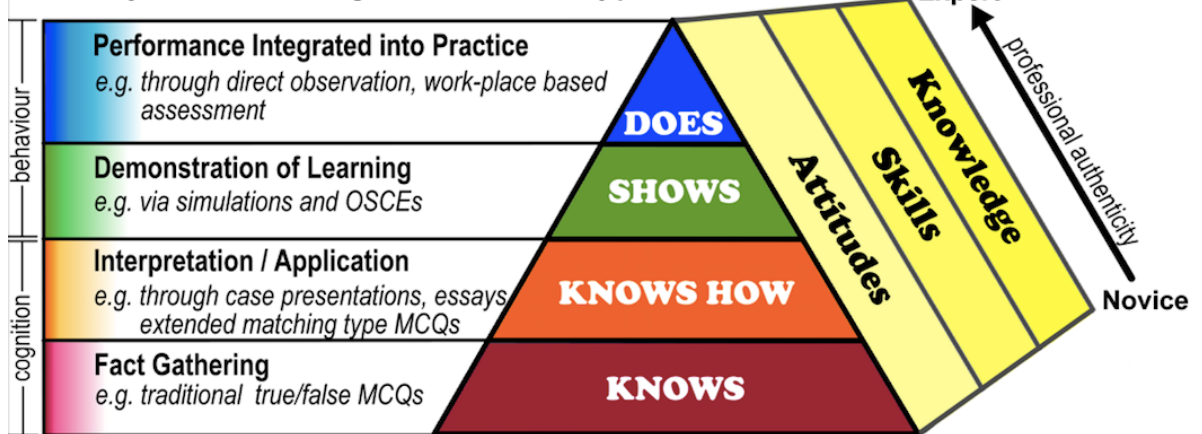 Performance Integrated into Practice
e.g. through direct observation, work-place based
assessment
DOES
Demonstration of Learning
e.g. via simulations and OSCEs
SHOWS
Interpretation / Application
e.g. through case presentations, essays
extended matching type MCQs
KNOWS HOW
Fact Gathering
e.g. traditional true/false MCQs
KNOWS
behaviour
cognition
Attitudes
Skills
Knowledge
professional authenticity
Novice